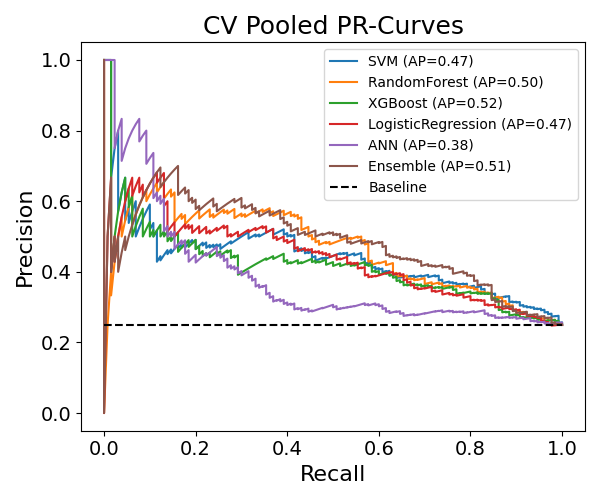 CV Pooled PR-Curves
SVM (AP=0.47)
RandomForest (AP=0.50)
XGBoost (AP=0.52)
LogisticRegression (AP=0.47)
ANN (AP=0.38)
Ensemble (AP=0.51)
Baseline
Precision
1.0
0.8
0.6
0.4
0.2
0.0
0.0 0.2 0.4 0.6 0.8 1.0
Recall